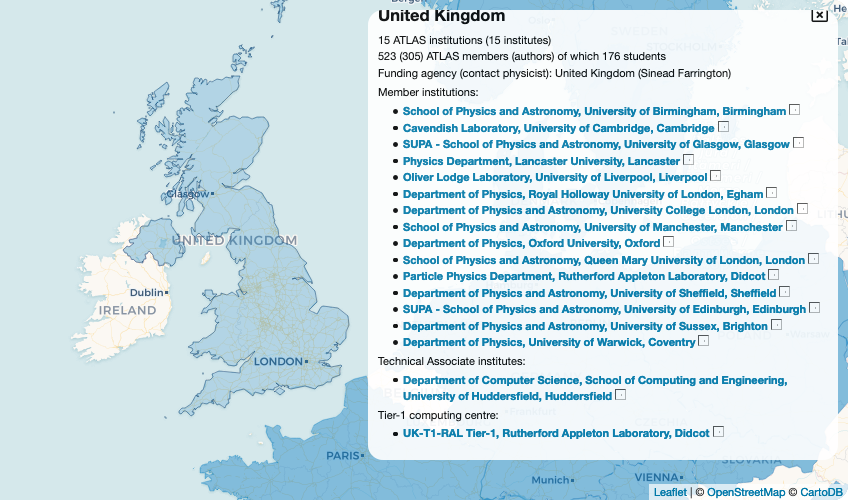 United Kingdom
15 ATLAS institutions (15 institutes)
523 (305) ATLAS members (authors) of which 176 students
Funding agency (contact physicist): United Kingdom (Sinead Farrington)
Member institutions:
School of Physics and Astronomy, University of Birmingham, Birmingham
Cavendish Laboratory, University of Cambridge, Cambridge
SUPA - School of Physics and Astronomy, University of Glasgow, Glasgow
Physics Department, Lancaster University, Lancaster
Oliver Lodge Laboratory, University of Liverpool, Liverpool
Department of Physics, Royal Holloway University of London, Egham
Department of Physics and Astronomy, University College London, London
School of Physics and Astronomy, University of Manchester, Manchester
Department of Physics, Oxford University, Oxford
School of Physics and Astronomy, Queen Mary University of London, London
Particle Physics Department, Rutherford Appleton Laboratory, Didcot
Department of Physics and Astronomy, University of Sheffield, Sheffield
SUPA - School of Physics and Astronomy, University of Edinburgh, Edinburgh
Department of Physics and Astronomy, University of Sussex, Brighton
Department of Physics, University of Warwick, Coventry
Technical Associate institutes:
Department of Computer Science, School of Computing and Engineering,
University of Huddersfield, Huddersfield
Tier-1 computing centre:
UK-T1-RAL Tier-1, Rutherford Appleton Laboratory, Didcot
Glasgow
UNITED KINGDOM
Dublin
IRELAND
LONDON
PARIS
Munich
VIENNA
SLOVAKIA
Leaflet | © OpenStreetMap © CartoDB